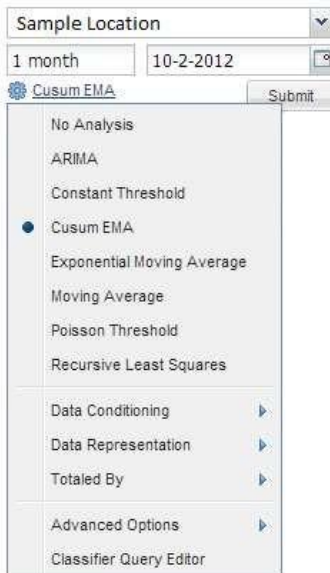 Sample Location
1 month 10-2-2012
Cusum EMA Submit
No Analysis
ARIMA
Constant Threshold
Cusum EMA
Exponential Moving Average
Moving Average
Poisson Threshold
Recursive Least Squares
Data Conditioning
Data Representation
Totaled By
Advanced Options
Classifier Query Editor